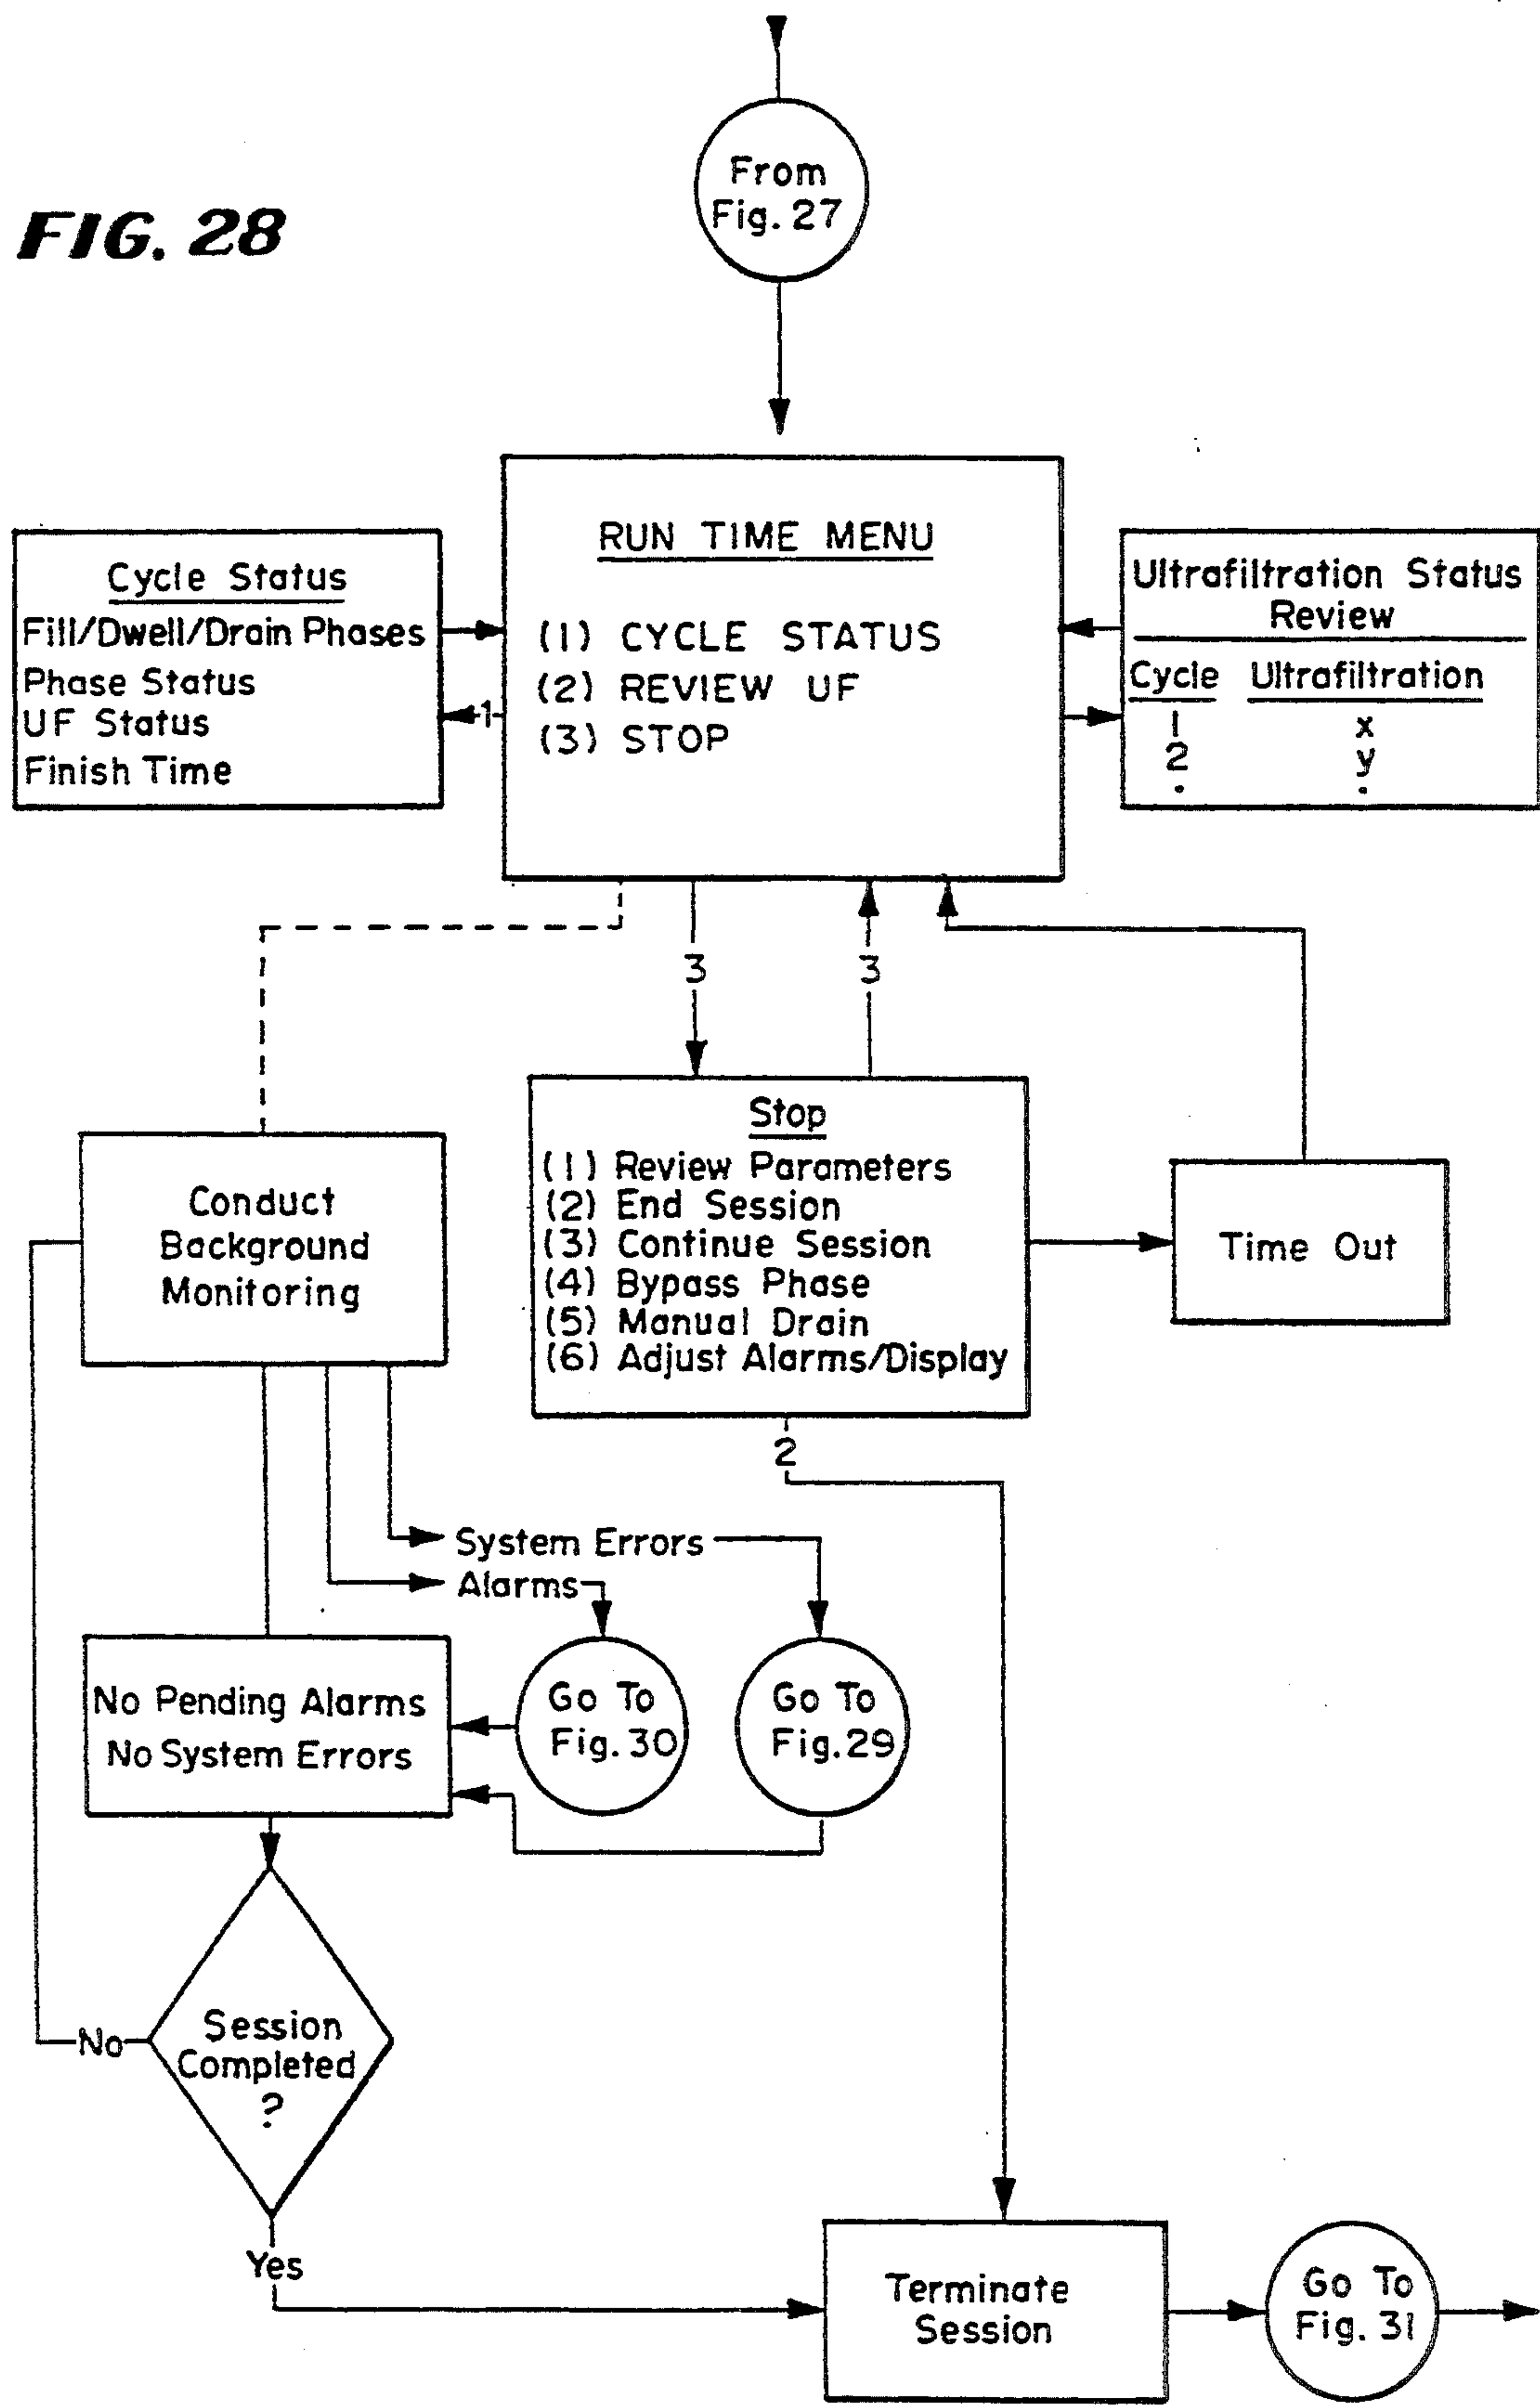 From
Fig. 27
FIG. 28
RUN TIME MENU
(1) CYCLE STATUS
(2) REVIEW UF
(3) STOP
Cycle Status
Fill/Dwell/Drain Phases
Phase Status
UF Status
Finish Time
1
Ultrafiltration Status
Review
Cycle Ultrafiltration
1 x
2 y
. .
3
3
Stop
(1) Review Parameters
(2) End Session
(3) Continue Session
(4) Bypass Phase
(5) Manual Drain
(6) Adjust Alarms/Display
Time Out
Conduct
Background
Monitoring
2
System Errors
Alarms
No Pending Alarms
No System Errors
Go To
Fig. 30
Go To
Fig. 29
Session
Completed
?
No
Yes
Terminate
Session
Go To
Fig. 31